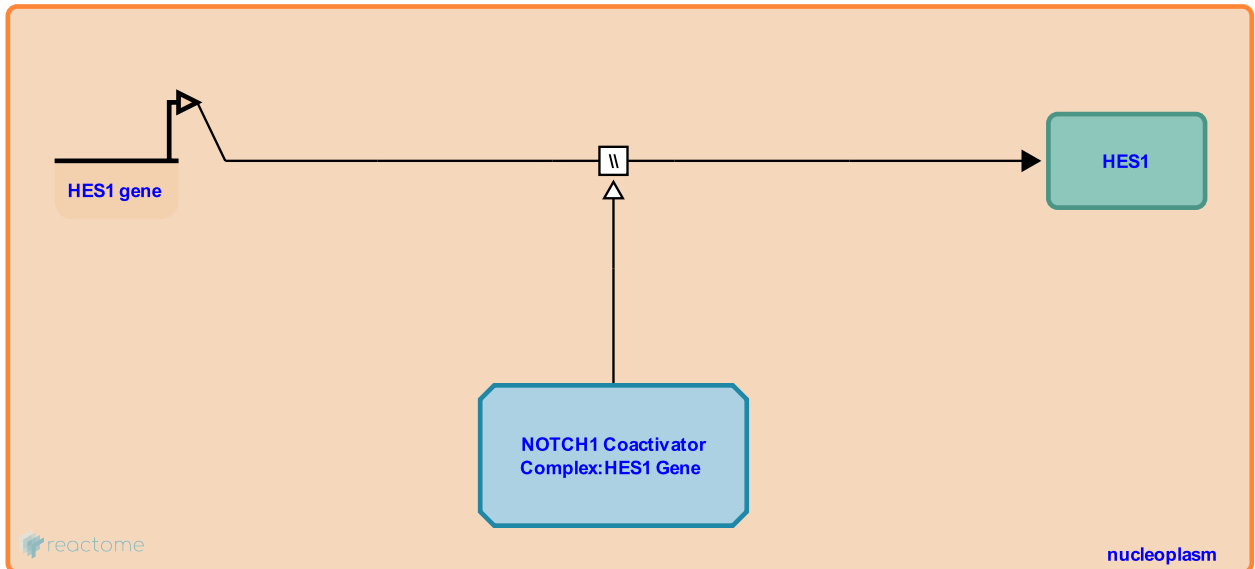 HES1 gene
\\
HES1
NOTCH1 Coactivator
Complex:HES1 Gene
reactome
nucleoplasm